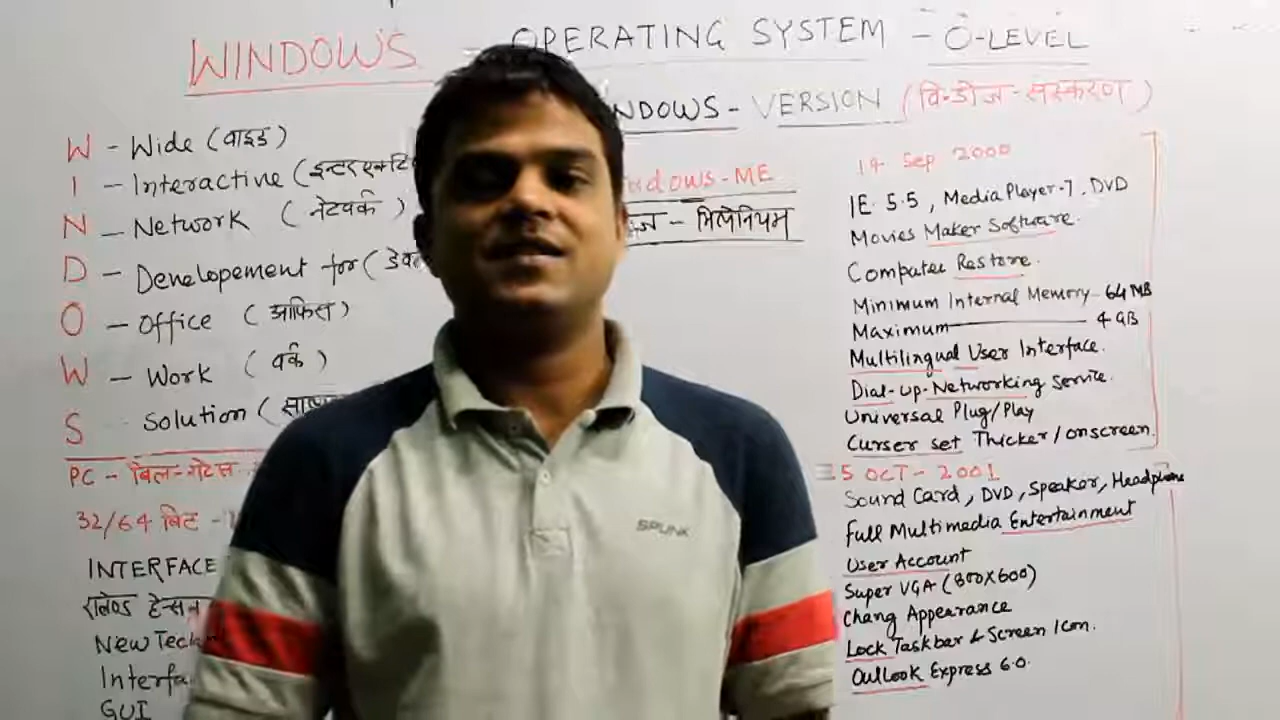 WINDOWS - OPERATING SYSTEM - O-LEVEL
NDOWS- VERSION (विन्डोज-संस्करण)
W - Wide (वाइड)
I - Interactive (इन्टरएक्टि
N - Network (नेटवर्क)
D - Developement for (डेव
O - Office (आफिस)
W - Work (वर्क)
S - Solution (
PC - बिल-गेट्स
32/64 बिट -
INTERFACE
New Tech
Interfa
GUI
ndows-ME
ज - मिलेनियम
14 Sep 2000
IE 5.5, Media Player-7. DVD
Movies Maker Software.
Computer Restore.
Minimum Internal Memory - 64 MB
Maximum 4 GB
Multilingual User Interface.
Dial-up-Networking service.
Universal Plug/Play
Curser set Thicker/onscreen
5 OCT - 2001
Sound Card, DVD, Speaker, Headphone
Full Multimedia Entertainment
User Account
Super VGA (800X600)
Chang Appearance
Lock Taskbar & Screen Icon.
Oullook Express 6.0.
SPUNK